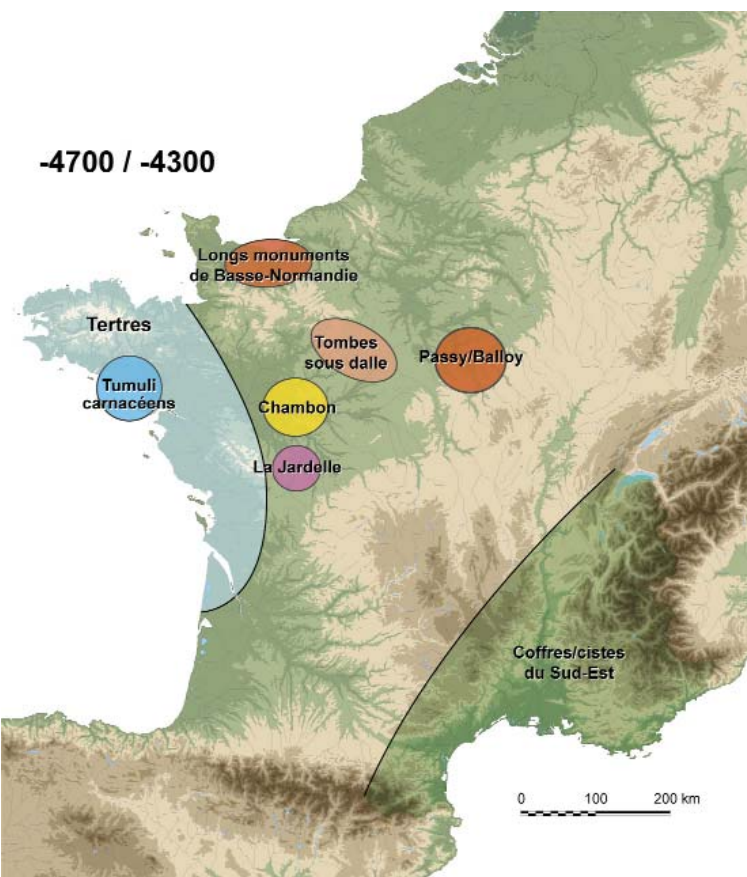 -4700 / -4300
Longs monuments
de Basse-Normandie
Tertres
Tombes
sous dalle
Passy/Balloy
Tumuli
carnacéens
Chambon
La Jardelle
Coffres/cistes
du Sud-Est
0 100 200 km